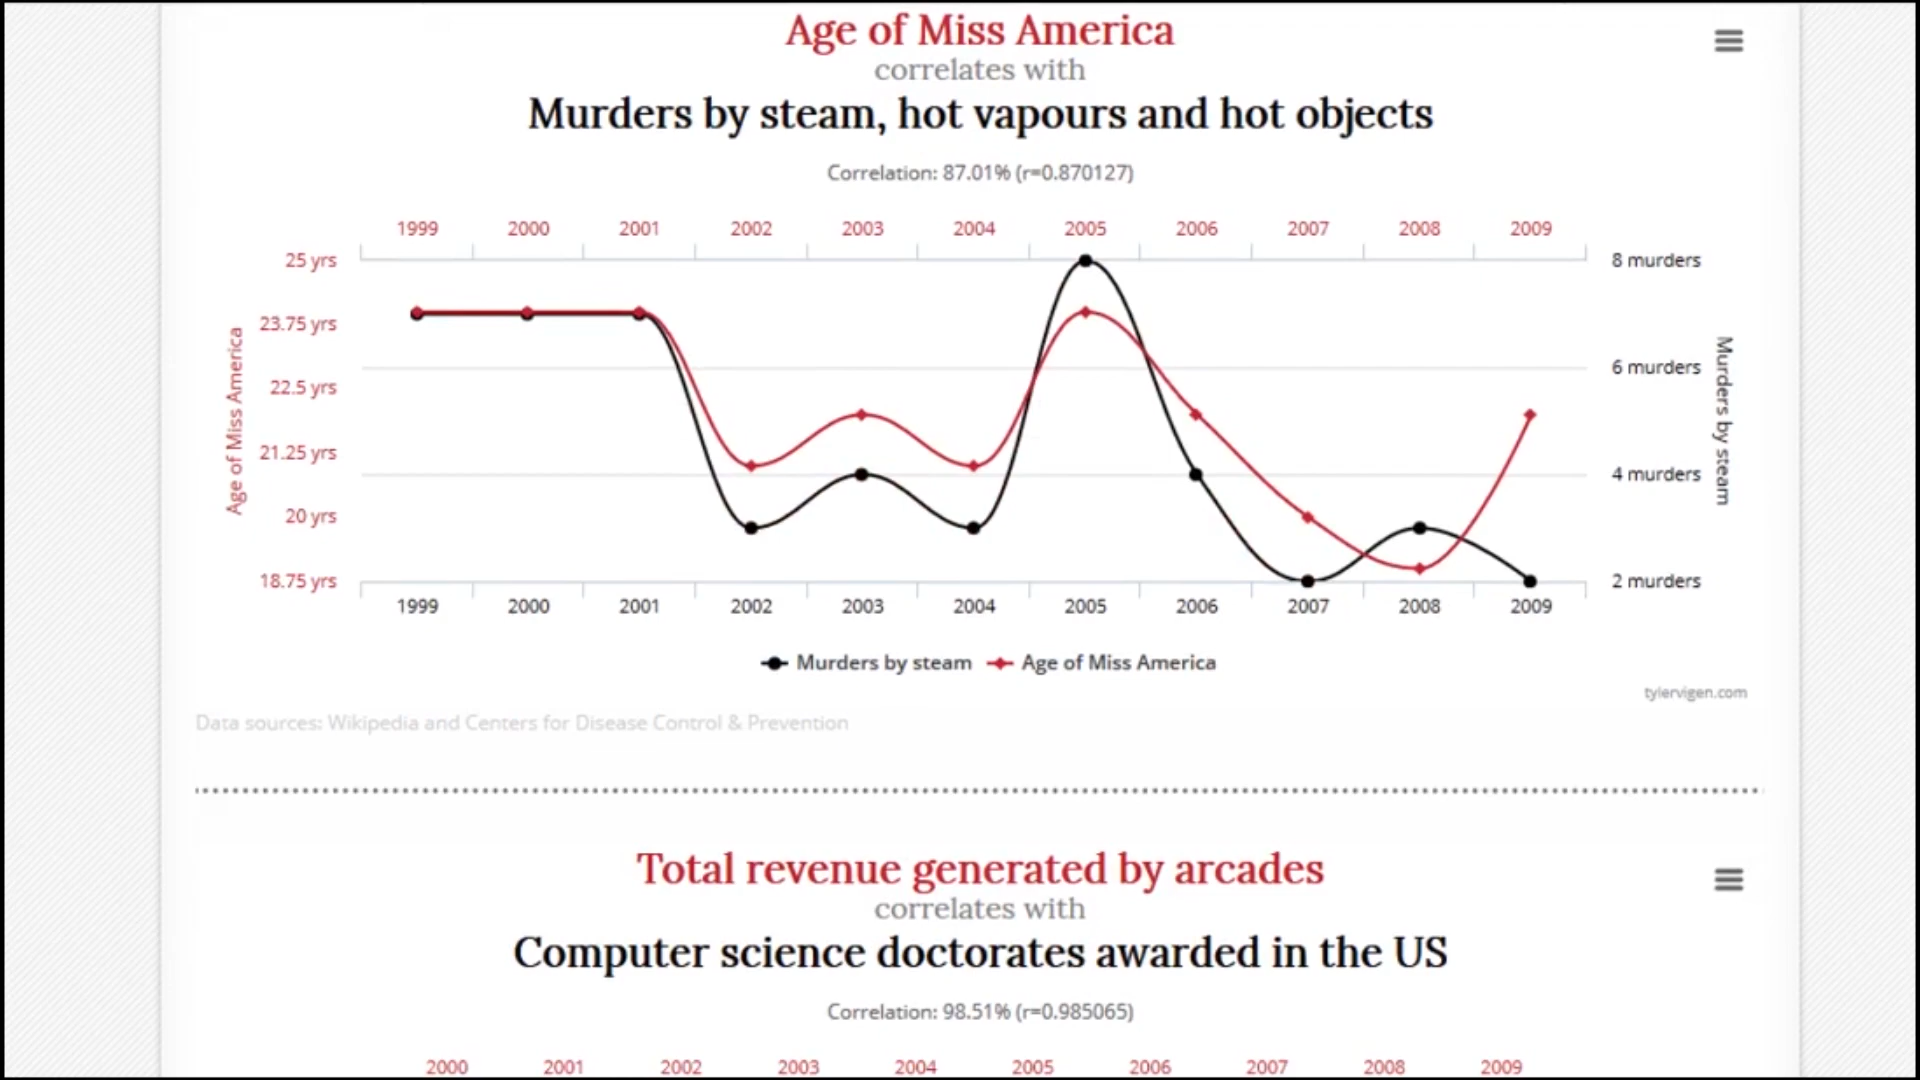 Age of Miss America
correlates with
Murders by steam, hot vapours and hot objects
Correlation: 87.01% (r=0.870127)
1999 2000 2001 2002 2003 2004 2005 2006 2007 2008 2009
25 yrs 8 murders
23.75 yrs
6 murders
22.5 yrs
21.25 yrs
4 murders
20 yrs
18.75 yrs 2 murders
Age of Miss America
Murders by steam
1999 2000 2001 2002 2003 2004 2005 2006 2007 2008 2009
Murders by steam Age of Miss America
tylervigen.com
Data sources: Wikipedia and Centers for Disease Control & Prevention
Total revenue generated by arcades
correlates with
Computer science doctorates awarded in the US
Correlation: 98.51% (r=0.985065)
2000 2001 2002 2003 2004 2005 2006 2007 2008 2009